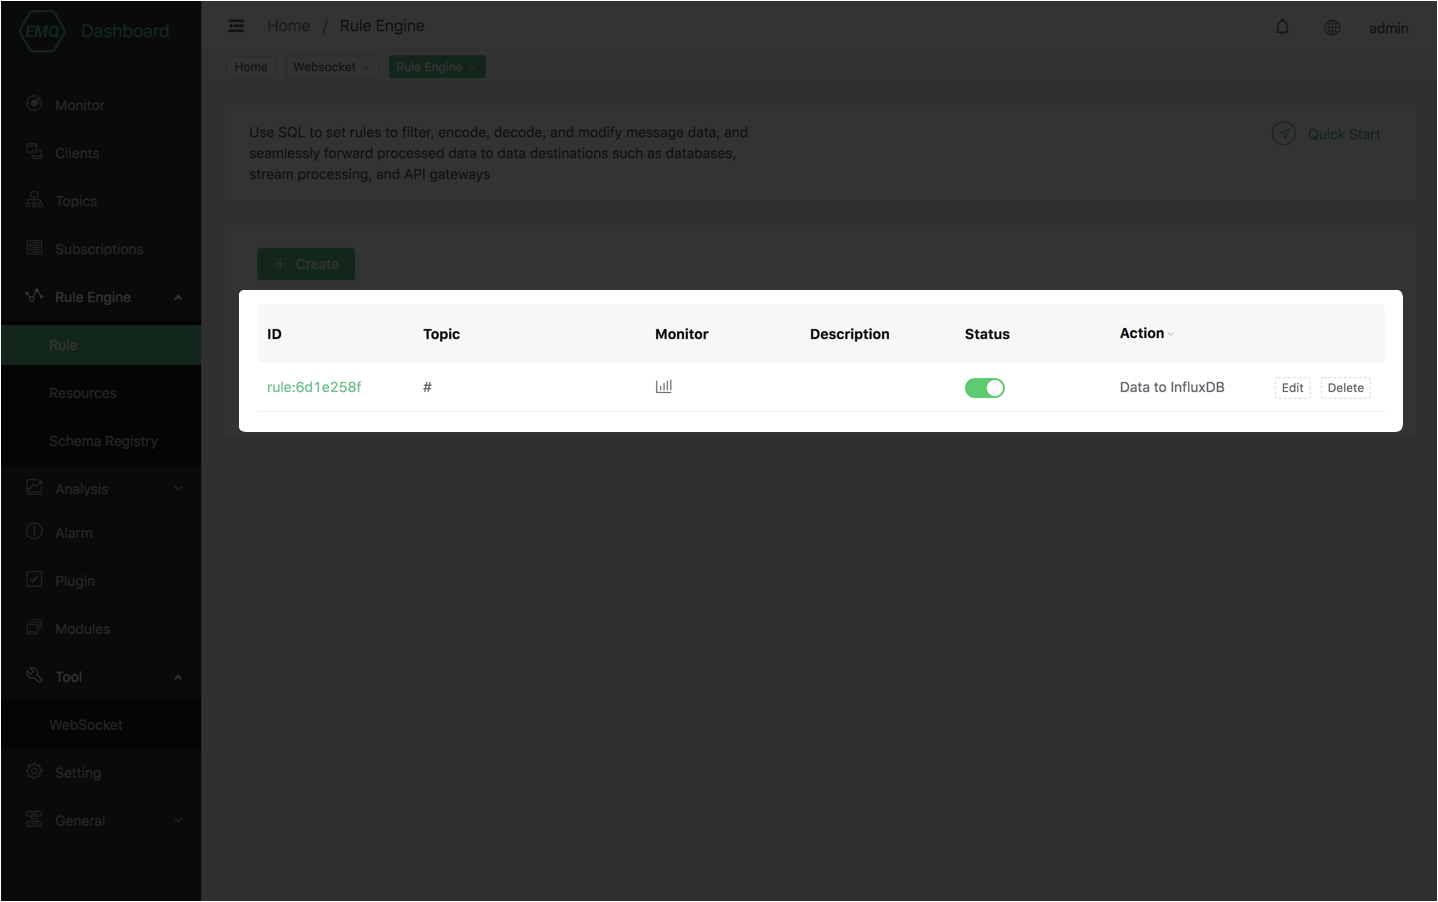 EMQ Dashboard
Home / Rule Engine
admin
Home
Websocket ×
Rule Engine ×
Monitor
Clients
Topics
Subscriptions
Rule Engine
Rule
Resources
Schema Registry
Analysis
Alarm
Plugin
Modules
Tool
WebSocket
Setting
General
Use SQL to set rules to filter, encode, decode, and modify message data, and
seamlessly forward processed data to data destinations such as databases,
stream processing, and API gateways
Quick Start
+ Create
ID Topic Monitor Description Status Action
rule:6d1e258f # Data to InfluxDB Edit Delete